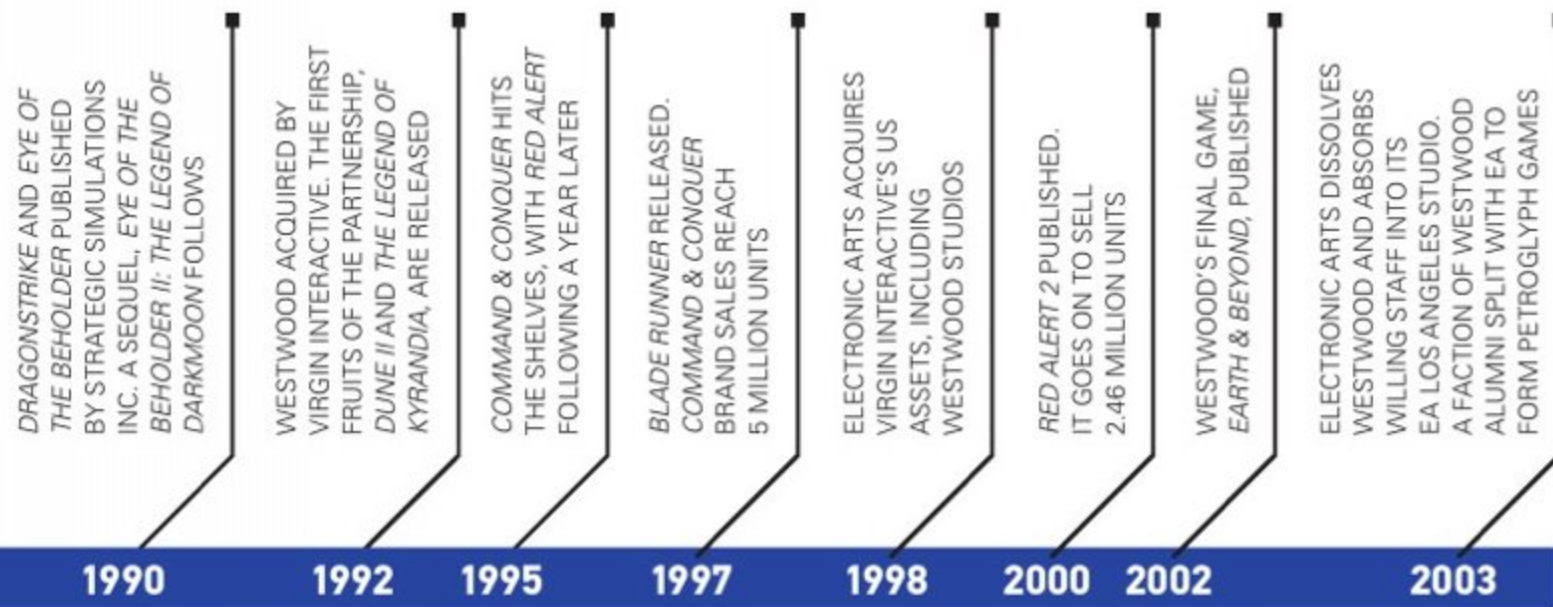 DRAGONSTRIKE AND EYE OF
THE BEHOLDER PUBLISHED
BY STRATEGIC SIMULATIONS
INC. A SEQUEL, EYE OF THE
BEHOLDER II: THE LEGEND OF
DARKMOON FOLLOWS
1990
WESTWOOD ACQUIRED BY
VIRGIN INTERACTIVE. THE FIRST
FRUITS OF THE PARTNERSHIP,
DUNE II AND THE LEGEND OF
KYRANDIA, ARE RELEASED
1992
COMMAND & CONQUER HITS
THE SHELVES, WITH RED ALERT
FOLLOWING A YEAR LATER
1995
BLADE RUNNER RELEASED.
COMMAND & CONQUER
BRAND SALES REACH
5 MILLION UNITS
1997
ELECTRONIC ARTS ACQUIRES
VIRGIN INTERACTIVE'S US
ASSETS, INCLUDING
WESTWOOD STUDIOS
1998
RED ALERT 2 PUBLISHED.
IT GOES ON TO SELL
2.46 MILLION UNITS
2000
WESTWOOD'S FINAL GAME,
EARTH & BEYOND, PUBLISHED
2002
ELECTRONIC ARTS DISSOLVES
WESTWOOD AND ABSORBS
WILLING STAFF INTO ITS
EA LOS ANGELES STUDIO.
A FACTION OF WESTWOOD
ALUMNI SPLIT WITH EA TO
FORM PETROGLYPH GAMES
2003